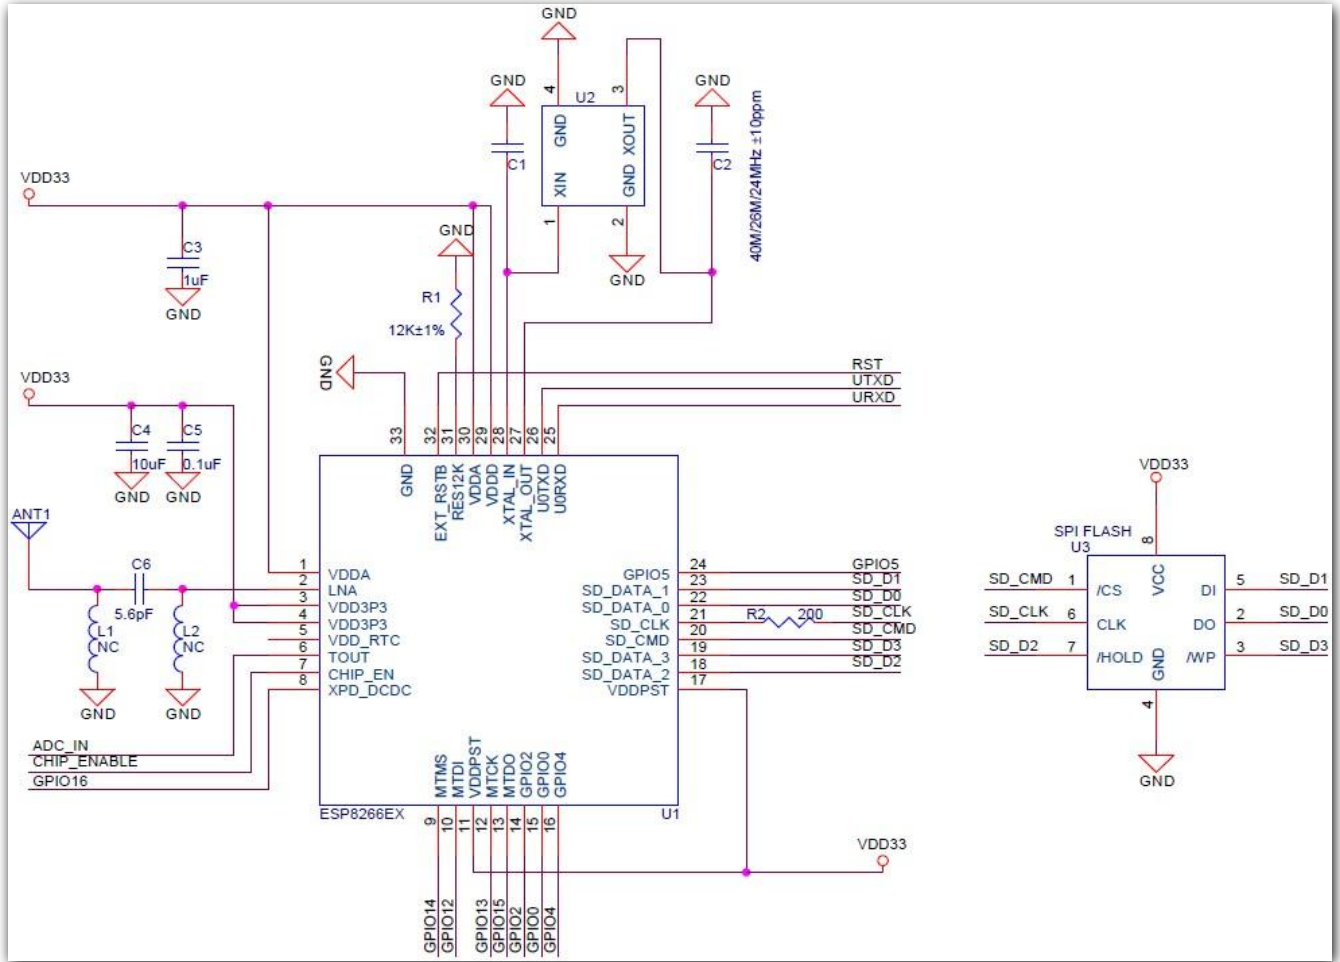 GND
GND
GND
4
U2
3
GND
XOUT
XIN
GND
C1
C2
40M/26M/24MHz ±10ppm
1
2
GND
VDD33
C3
1uF
GND
GND
R1
12K±1%
GND
VDD33
C4
C5
10uF
0.1uF
GND
GND
RST
UTXD
URXD
33
32
31
30
29
28
27
26
25
GND
EXT_RSTB
RES12K
VDDA
VDDD
XTAL_IN
XTAL_OUT
U0TXD
U0RXD
ANT1
C6
5.6pF
L1
NC
L2
NC
GND
GND
1 VDDA
2 LNA
3 VDD3P3
4 VDD3P3
5 VDD_RTC
6 TOUT
7 CHIP_EN
8 XPD_DCDC
GPIO5 24 GPIO5
SD_DATA_1 23 SD_D1
SD_DATA_0 22 SD_D0
SD_CLK 21 R2 200 SD_CLK
SD_CMD 20 SD_CMD
SD_DATA_3 19 SD_D3
SD_DATA_2 18 SD_D2
VDDPST 17
ADC_IN
CHIP_ENABLE
GPIO16
MTMS
MTDI
VDDPST
MTCK
MTDO
GPIO2
GPIO0
GPIO4
ESP8266EX
U1
9
10
11
12
13
14
15
16
GPIO14
GPIO12
GPIO13
GPIO15
GPIO2
GPIO0
GPIO4
VDD33
VDD33
SPI FLASH
U3
8
VCC
SD_CMD 1 /CS
DI 5 SD_D1
SD_CLK 6 CLK
DO 2 SD_D0
SD_D2 7 /HOLD
/WP 3 SD_D3
GND
4
GND